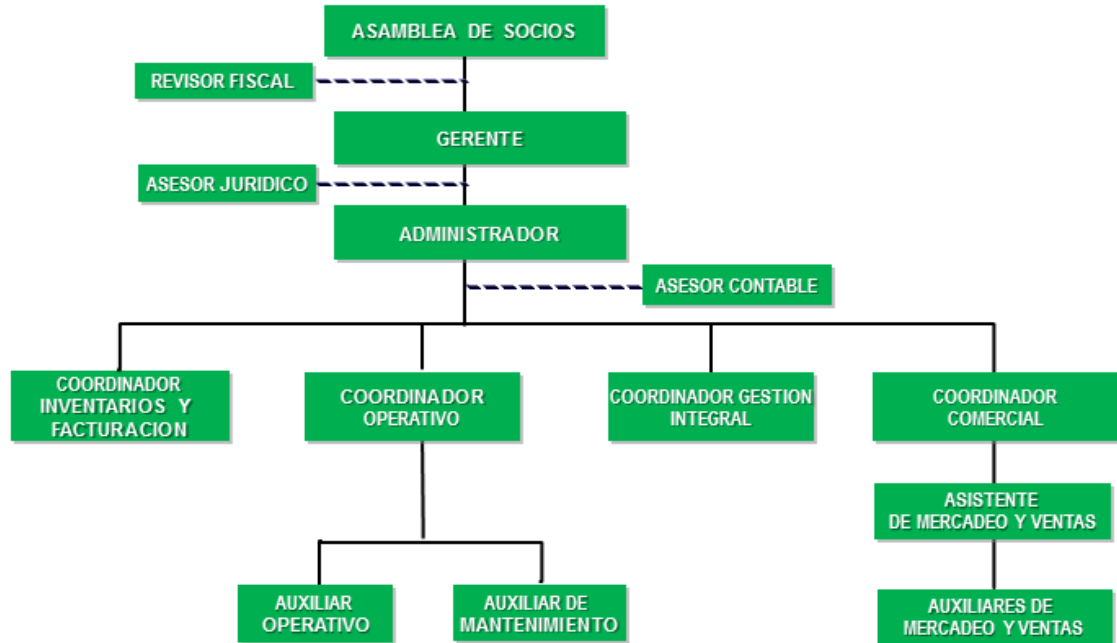 ASAMBLEA DE SOCIOS
REVISOR FISCAL
GERENTE
ASESOR JURIDICO
ADMINISTRADOR
ASESOR CONTABLE
COORDINADOR
INVENTARIOS Y
FACTURACION
COORDINADOR
OPERATIVO
COORDINADOR GESTION
INTEGRAL
COORDINADOR
COMERCIAL
ASISTENTE
DE MERCADEO Y VENTAS
AUXILIAR
OPERATIVO
AUXILIAR DE
MANTENIMIENTO
AUXILIARES DE
MERCADEO Y VENTAS